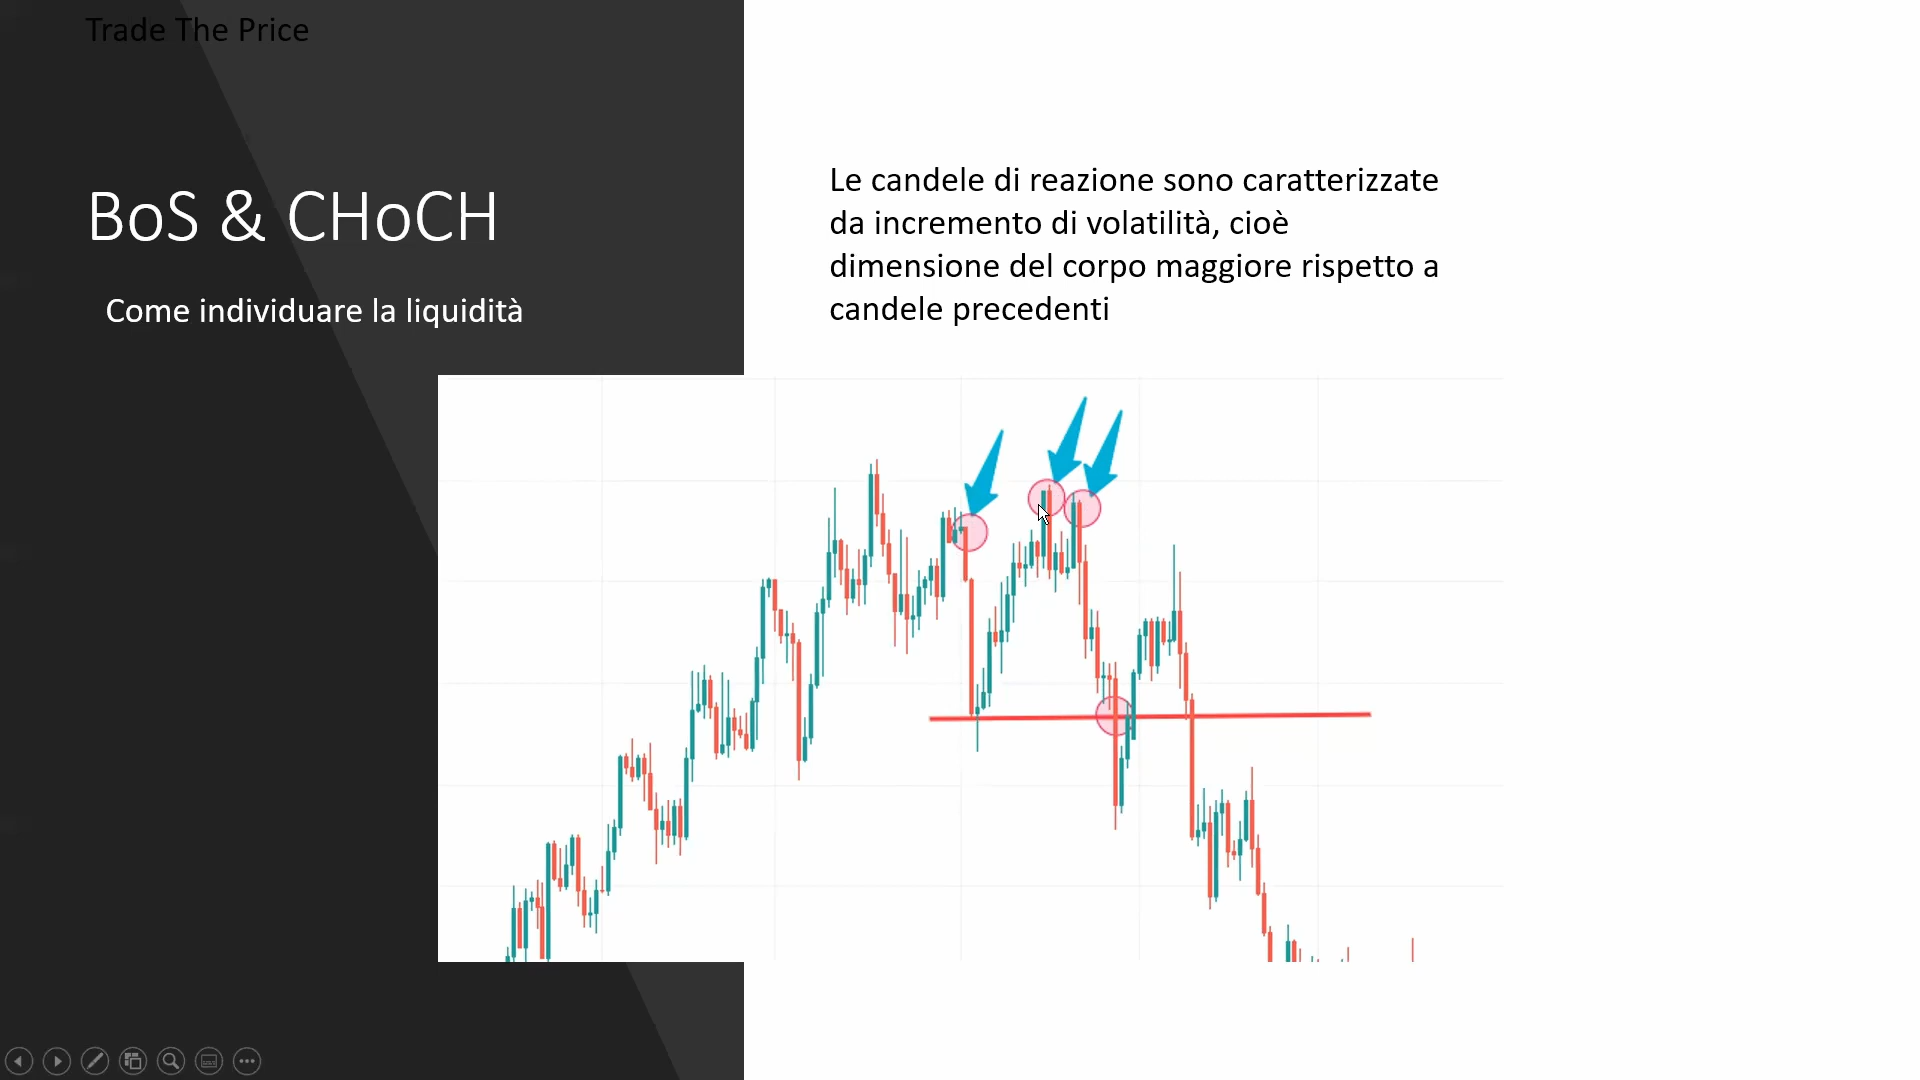 Trade The Price
BoS & CHoCH
Come individuare la liquidità
Le candele di reazione sono caratterizzate
da incremento di volatilità, cioè
dimensione del corpo maggiore rispetto a
candele precedenti